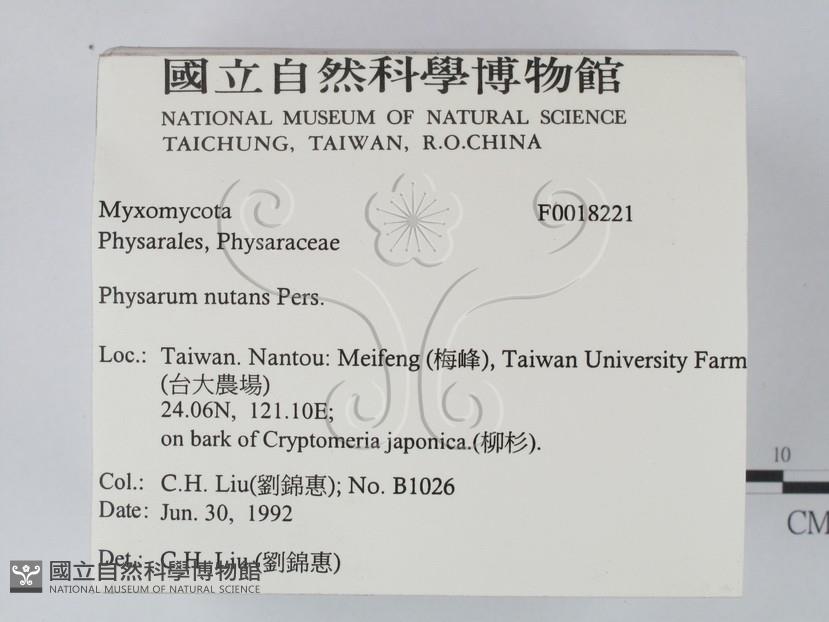 國立自然科學博物館
NATIONAL MUSEUM OF NATURAL SCIENCE
TAICHUNG, TAIWAN, R.O.CHINA
Myxomycota F0018221
Physarales, Physaraceae
Physarum nutans Pers.
Loc.: Taiwan. Nantou: Meifeng (梅峰), Taiwan University Farm
(台大農場)
24.06N, 121.10E;
on bark of Cryptomeria japonica.(柳杉).
Col.: C.H. Liu(劉錦惠); No. B1026
Date: Jun. 30, 1992
Det.: C.H. Liu (劉錦惠)
國立自然科學博物館
NATIONAL MUSEUM OF NATURAL SCIENCE
10
CM